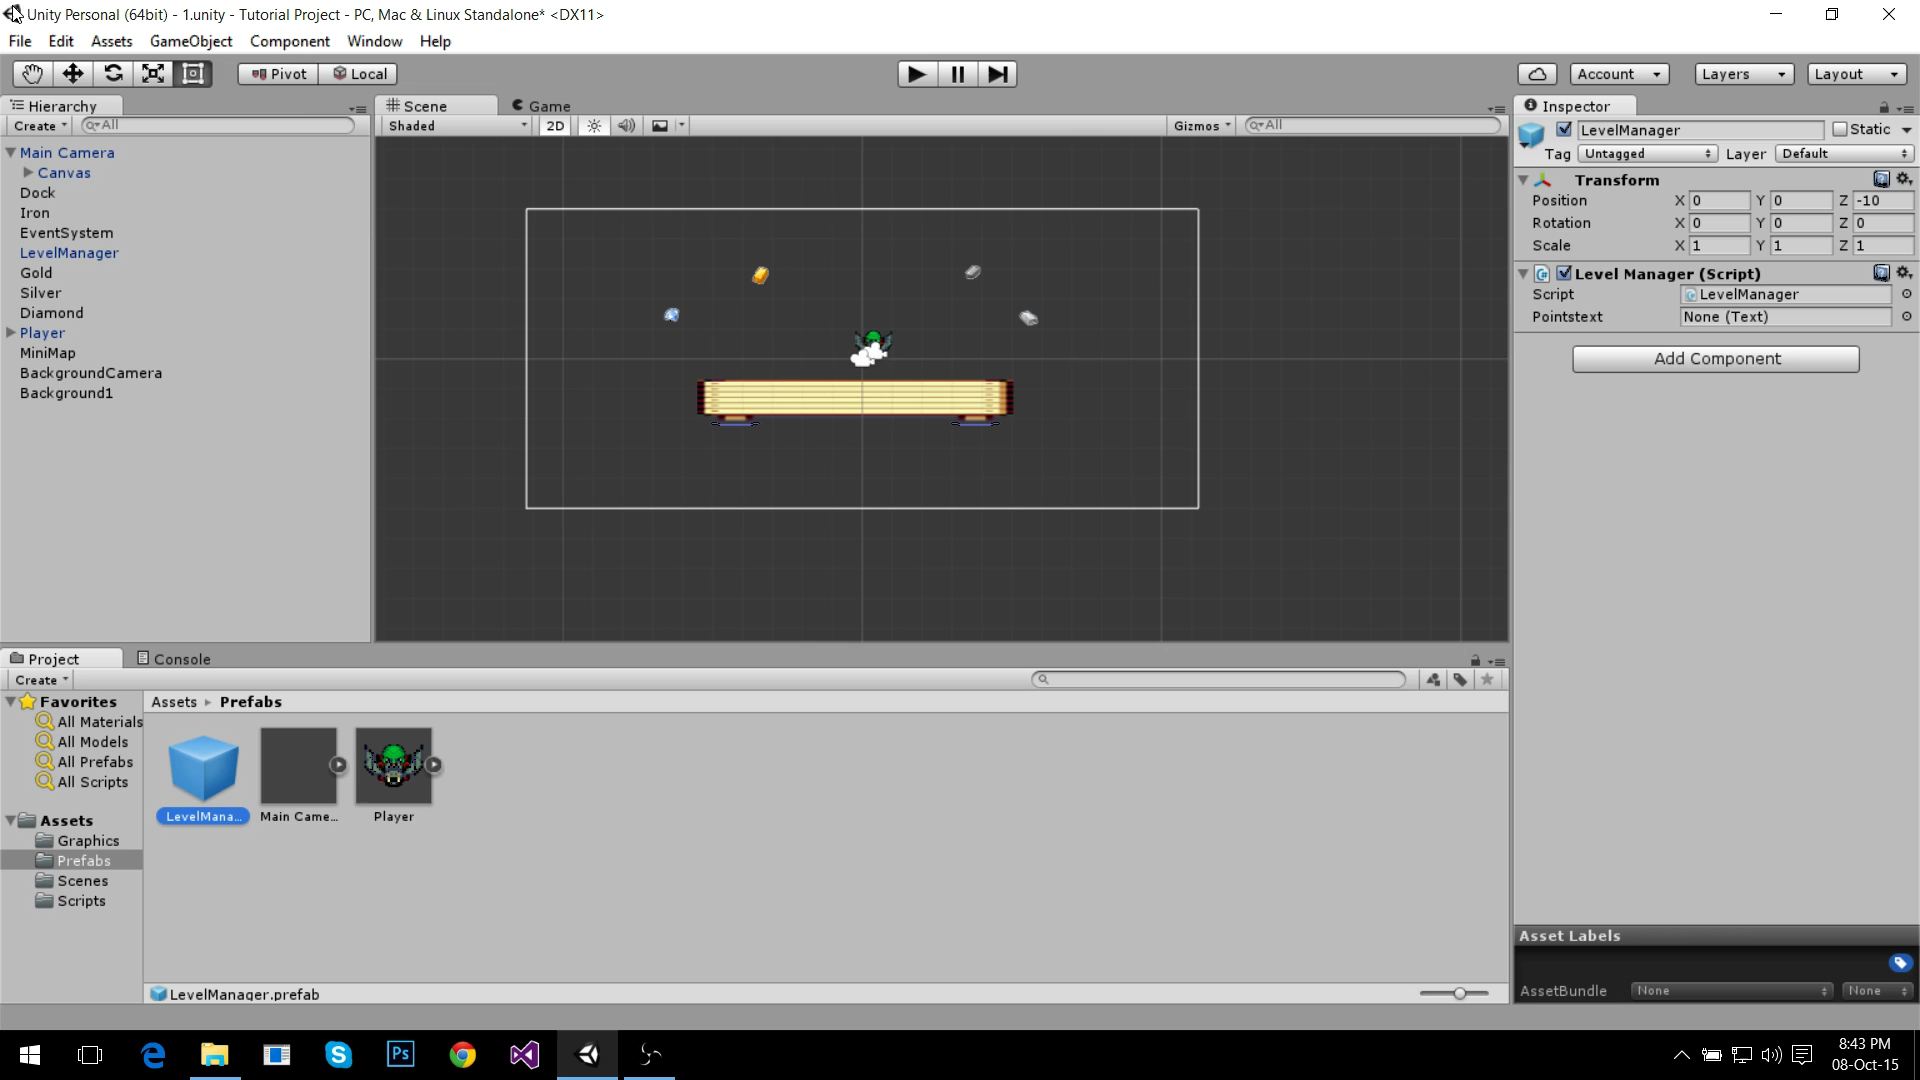 Unity Personal (64bit) - 1.unity - Tutorial Project - PC, Mac & Linux Standalone* <DX11>
File Edit Assets GameObject Component Window Help
Pivot Local Account Layers Layout
Hierarchy
Create All
Main Camera
Canvas
Dock
Iron
EventSystem
LevelManager
Gold
Silver
Diamond
Player
MiniMap
BackgroundCamera
Background1
Scene Game
Shaded 2D Gizmos All
Inspector
LevelManager Static
Tag Untagged Layer Default
Transform
Position X 0 Y 0 Z -10
Rotation X 0 Y 0 Z 0
Scale X 1 Y 1 Z 1
Level Manager (Script)
Script LevelManager
Pointstext None (Text)
Add Component
Project Console
Create
Favorites
All Materials
All Models
All Prefabs
All Scripts
Assets
Graphics
Prefabs
Scenes
Scripts
Assets Prefabs
LevelMana... Main Came... Player
LevelManager.prefab
Asset Labels
AssetBundle None None
Ps
8:43 PM
08-Oct-15